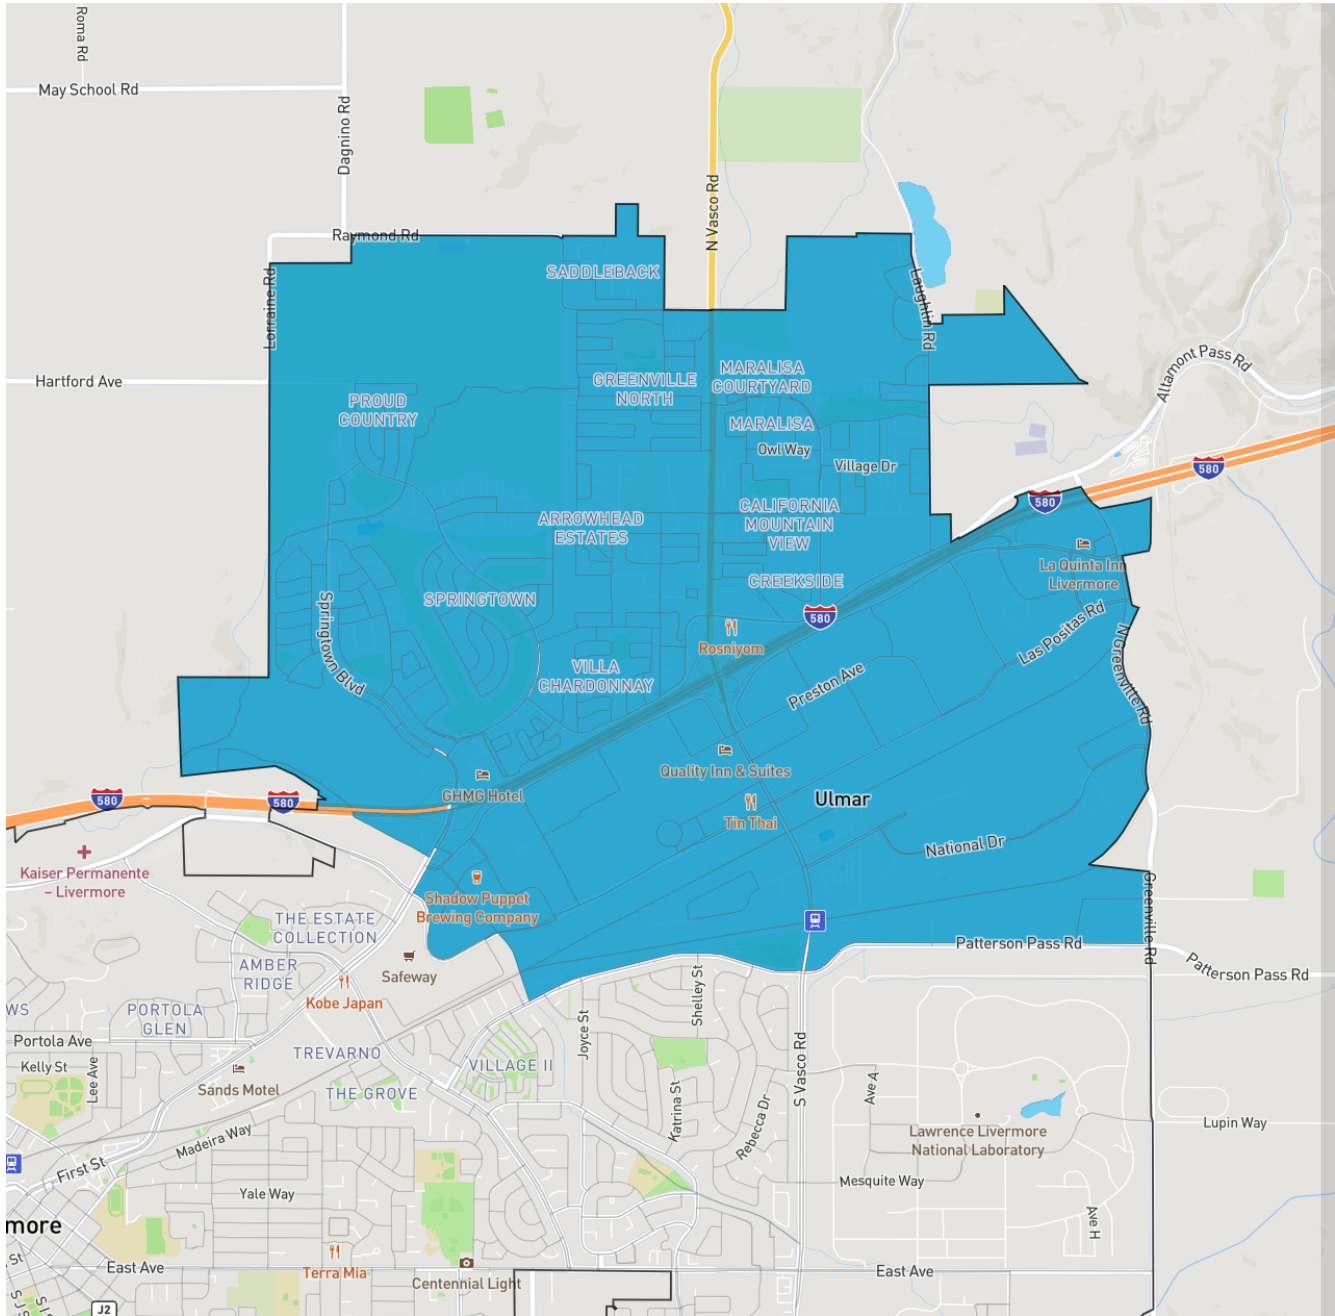 Roma Rd
May School Rd
Dagnino Rd
N Vasco Rd
Raymond Rd
SADDLEBACK
Lorraine Rd
Laughlin Rd
Hartford Ave
PROUD
COUNTRY
GREENVILLE
NORTH
MARALISA
COURTYARD
Altamont Pass Rd
MARALISA
Owl Way
Village Dr
580
580
ARROWHEAD
ESTATES
CALIFORNIA
MOUNTAIN
VIEW
La Quinta Inn
Livermore
CREEKSIDE
SPRINGTOWN
580
Las Positas Rd
N Greenville Rd
Springtown Blvd
Rosniyom
VILLA
CHARDONNAY
Preston Ave
Quality Inn & Suites
GHMG Hotel
580
580
Ulmar
Tin Thai
National Dr
Kaiser Permanente
– Livermore
Shadow Puppet
Brewing Company
Greenville Rd
THE ESTATE
COLLECTION
Patterson Pass Rd
Patterson Pass Rd
AMBER
RIDGE
Safeway
Kobe Japan
Shelley St
WS
PORTOLA
GLEN
Joyce St
Portola Ave
TREVARNO
VILLAGE II
S Vasco Rd
Kelly St
Lee Ave
Sands Motel
THE GROVE
Ave A
Katrina St
Rebecca Dr
Lawrence Livermore
National Laboratory
Lupin Way
Madeira Way
First St
Mesquite Way
Yale Way
Ave H
more
St
East Ave
Terra Mia
Centennial Light
East Ave
S J St
J2